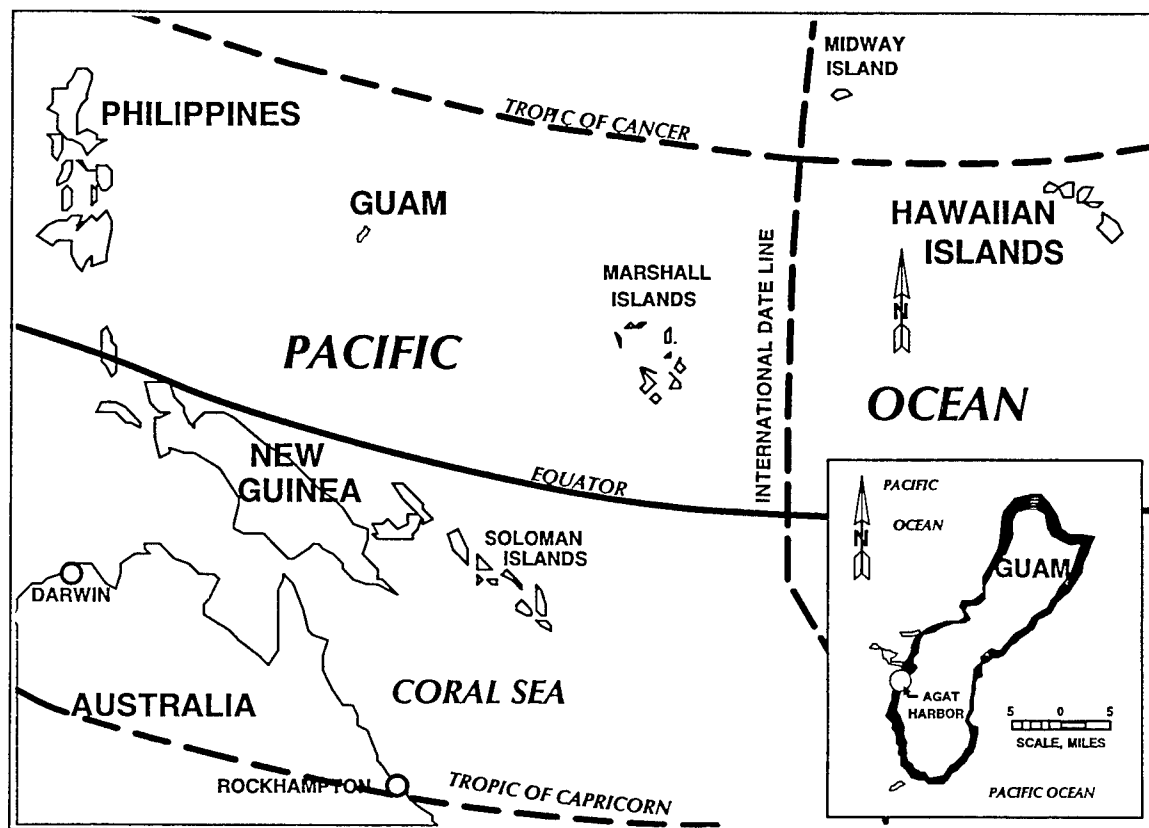 MIDWAY
ISLAND
PHILIPPINES
TROPIC OF CANCER
GUAM
HAWAIIAN
ISLANDS
MARSHALL
ISLANDS
INTERNATIONAL DATE LINE
N
PACIFIC
OCEAN
NEW
GUINEA
EQUATOR
SOLOMAN
ISLANDS
DARWIN
AUSTRALIA
CORAL SEA
ROCKHAMPTON
TROPIC OF CAPRICORN
PACIFIC
OCEAN
N
GUAM
AGAT
HARBOR
5 0 5
SCALE, MILES
PACIFIC OCEAN